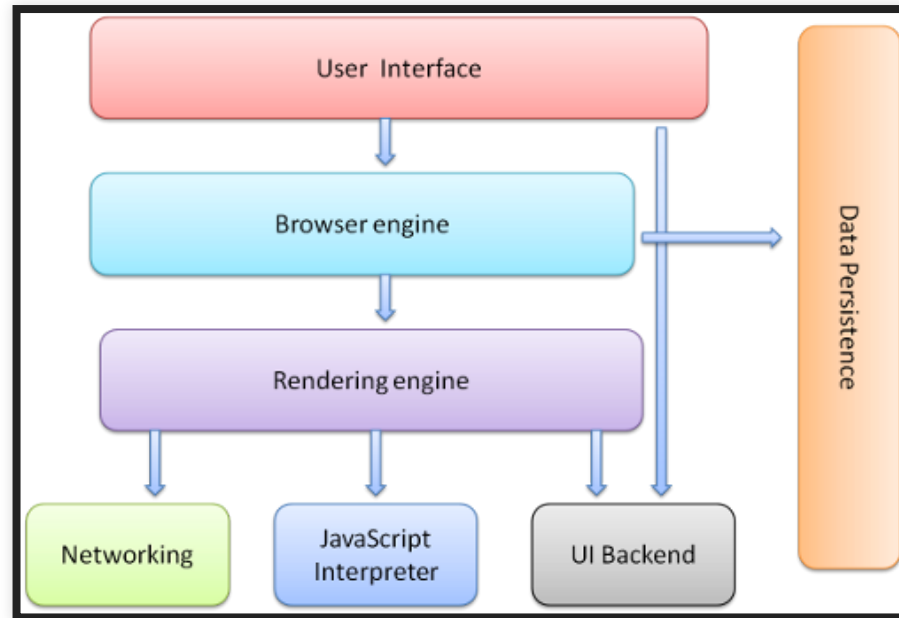 User Interface
Browser engine
Data Persistence
Rendering engine
Networking
JavaScript
Interpreter
UI Backend